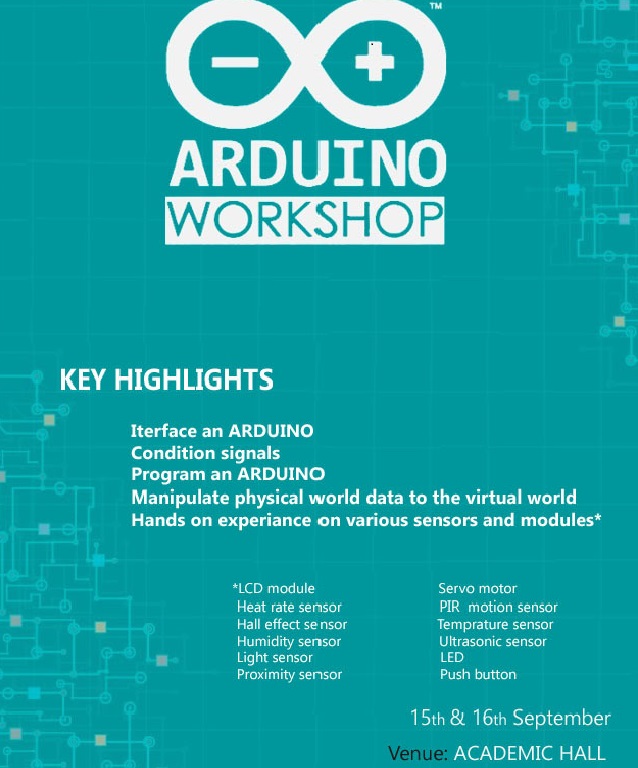 ™
ARDUINO
WORKSHOP
KEY HIGHLIGHTS
Iterface an ARDUINO
Condition signals
Program an ARDUINO
Manipulate physical world data to the virtual world
Hands on experiance on various sensors and modules*
*LCD module
Heat rate sensor
Hall effect sensor
Humidity sensor
Light sensor
Proximity sensor
Servo motor
PIR motion sensor
Temprature sensor
Ultrasonic sensor
LED
Push button
15th & 16th September
Venue: ACADEMIC HALL